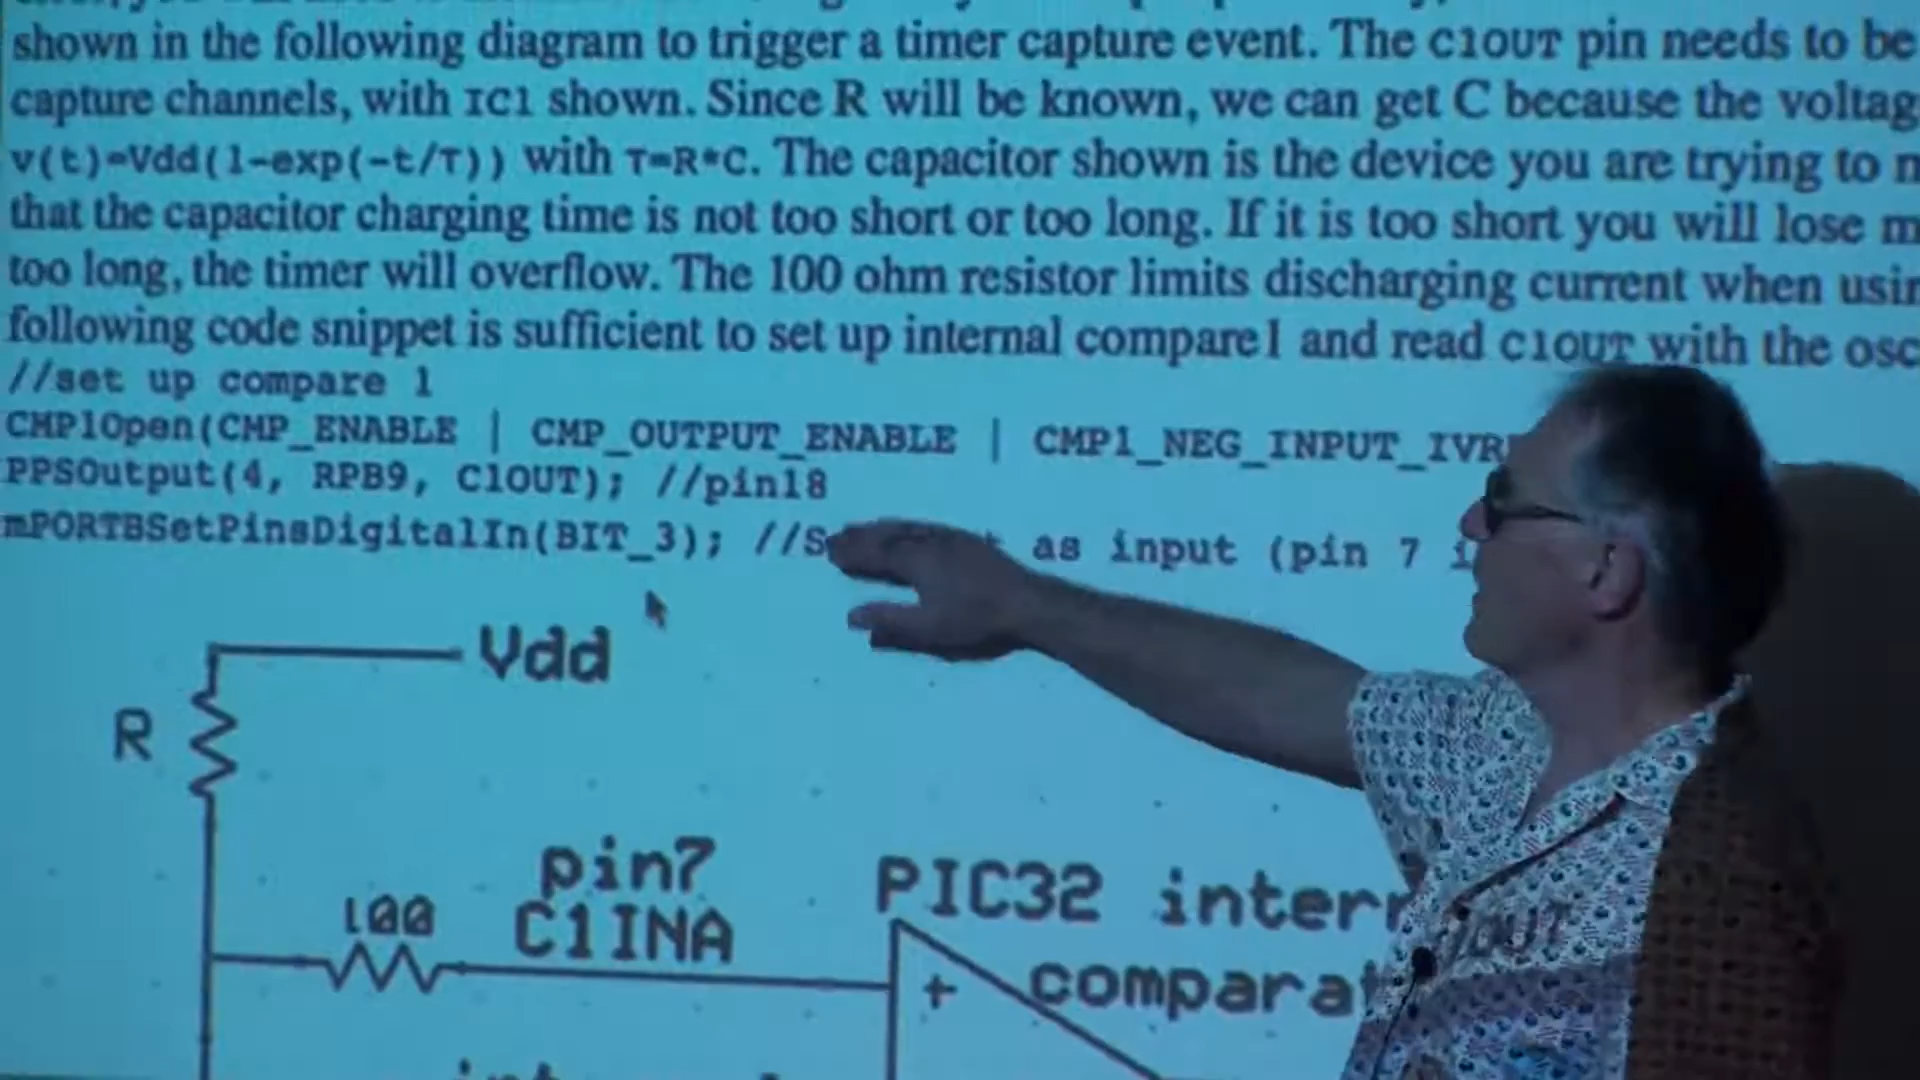 shown in the following diagram to trigger a timer capture event. The C1OUT pin needs to be
capture channels, with IC1 shown. Since R will be known, we can get C because the
v(t)=Vdd(1-exp(-t/T)) with T=R*C. The capacitor shown is the device you are trying to
that the capacitor charging time is not too short or too long. If it is too short you will lose
too long, the timer will overflow. The 100 ohm resistor limits discharging current when
following code snippet is sufficient to set up internal compare1 and read C1OUT with the
//set up compare 1
CMP1Open(CMP_ENABLE | CMP_OUTPUT_ENABLE | CMP1_NEG_INPUT_IVR
PPSOutput(4, RPB9, C1OUT); //pin18
mPORTBSetPinsDigitalIn(BIT_3); //S as input (pin 7
Vdd
R
pin7
100
C1INA
PIC32 intern
+
comparat